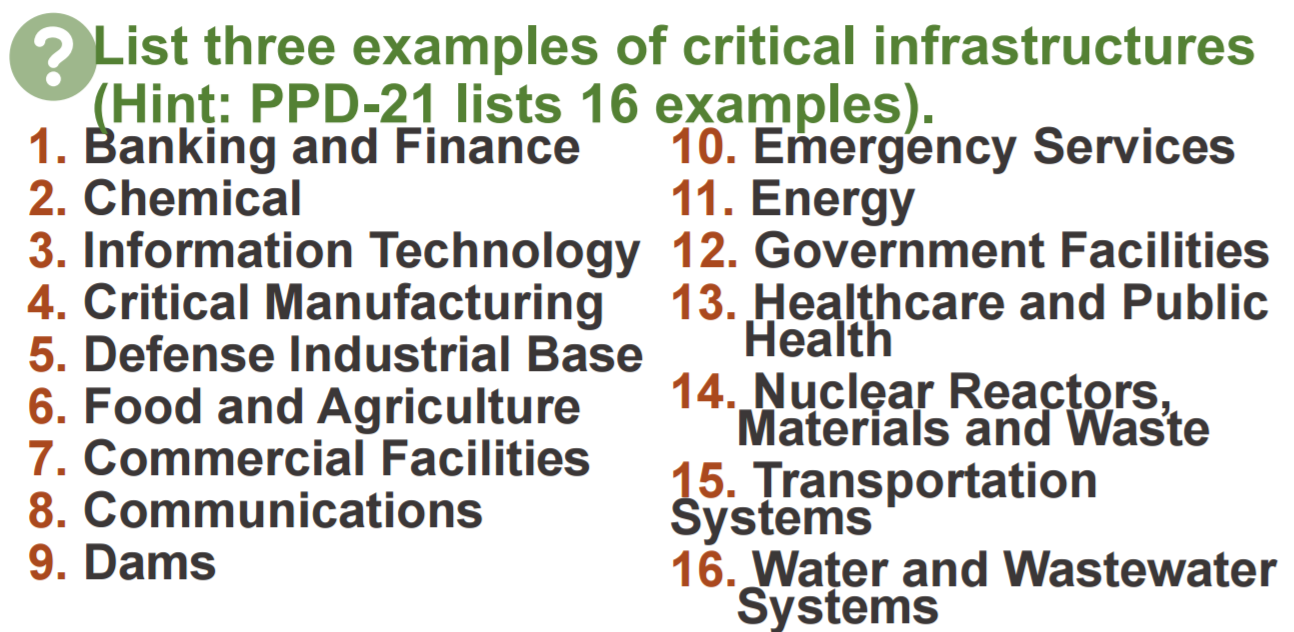 ?
List three examples of critical infrastructures
(Hint: PPD-21 lists 16 examples).
1. Banking and Finance
2. Chemical
3. Information Technology
4. Critical Manufacturing
5. Defense Industrial Base
6. Food and Agriculture
7. Commercial Facilities
8. Communications
9. Dams
10. Emergency Services
11. Energy
12. Government Facilities
13. Healthcare and Public
Health
14. Nuclear Reactors,
Materials and Waste
15. Transportation
Systems
16. Water and Wastewater
Systems